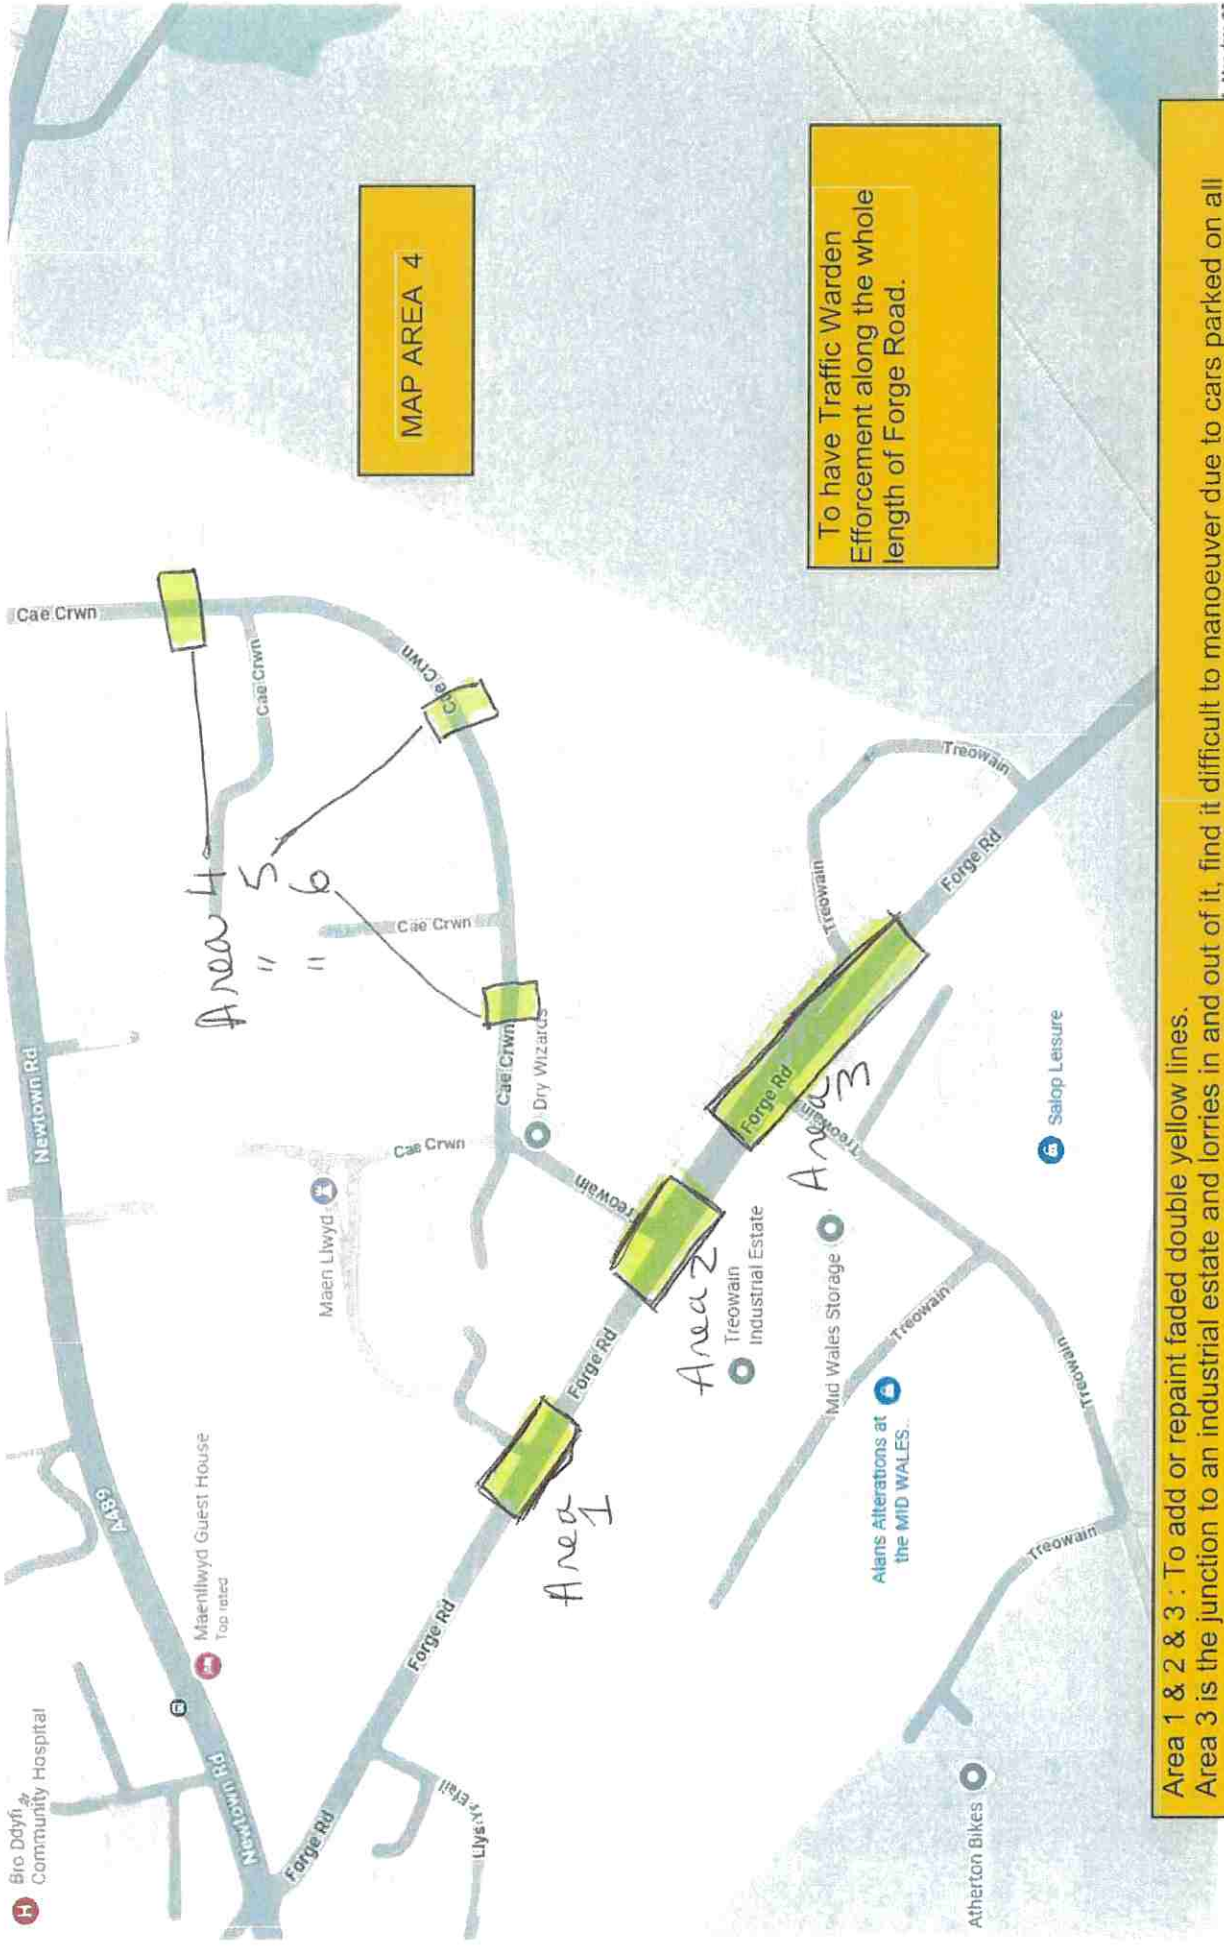 Bro Ddyfi
Community Hospital
Newtown Rd
Maenllwyd Guest House
Top rated
A489
Newtown Rd
Cae Crwn
Cae Crwn
Cae Crwn
Area 4
" 5
" 6
MAP AREA 4
Maen Llwyd
Cae Crwn
Cae Crwn
Cae Crwn
Dry Wizards
Treowain
Forge Rd
Llys Yr Efail
Forge Rd
Area
1
Forge Rd
Area 2
Forge Rd
Area
3
Treowain
Treowain
Treowain
Forge Rd
To have Traffic Warden
Efforcement along the whole
length of Forge Road.
Treowain
Industrial Estate
Mid Wales Storage
Treowain
Alans Alterations at
the MID WALES..
Salop Leisure
Treowain
Treowain
Atherton Bikes
Area 1 & 2 & 3 : To add or repaint faded double yellow lines.
Area 3 is the junction to an industrial estate and lorries in and out of it, find it difficult to manoeuver due to cars parked on all